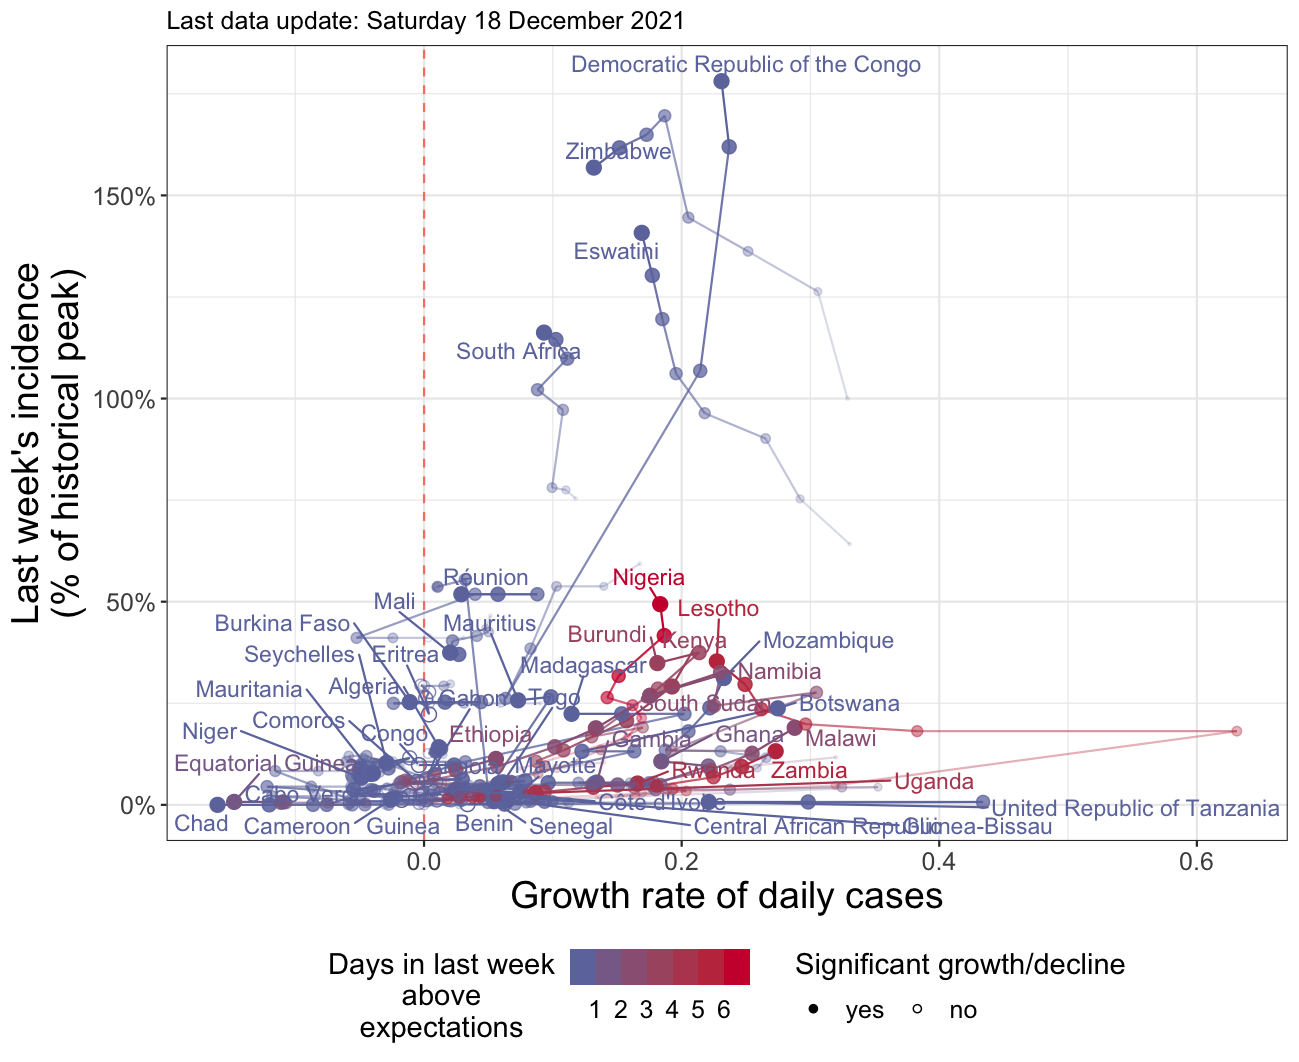 Last data update: Saturday 18 December 2021
Democratic Republic of the Congo
Zimbabwe
150%
Eswatini
South Africa
100%
Last week's incidence
(% of historical peak)
50%
0%
Réunion
Nigeria
Mali
Lesotho
Burkina Faso
Mauritius
Burundi
Kenya
Mozambique
Seychelles
Eritrea
Madagascar
Namibia
Mauritania
Algeria
Gabon
Togo
South Sudan
Botswana
Comoros
Niger
Congo
Ethiopia
Gambia
Ghana
Malawi
Equatorial Guinea
Angola
Mayotte
Rwanda
Zambia
Uganda
Cabo Verde
Côte d'Ivoire
United Republic of Tanzania
Chad
Cameroon
Guinea
Benin
Senegal
Central African Republic
Guinea-Bissau
0.0
0.2
0.4
0.6
Growth rate of daily cases
Days in last week
above
expectations
1 2 3 4 5 6
Significant growth/decline
yes
no